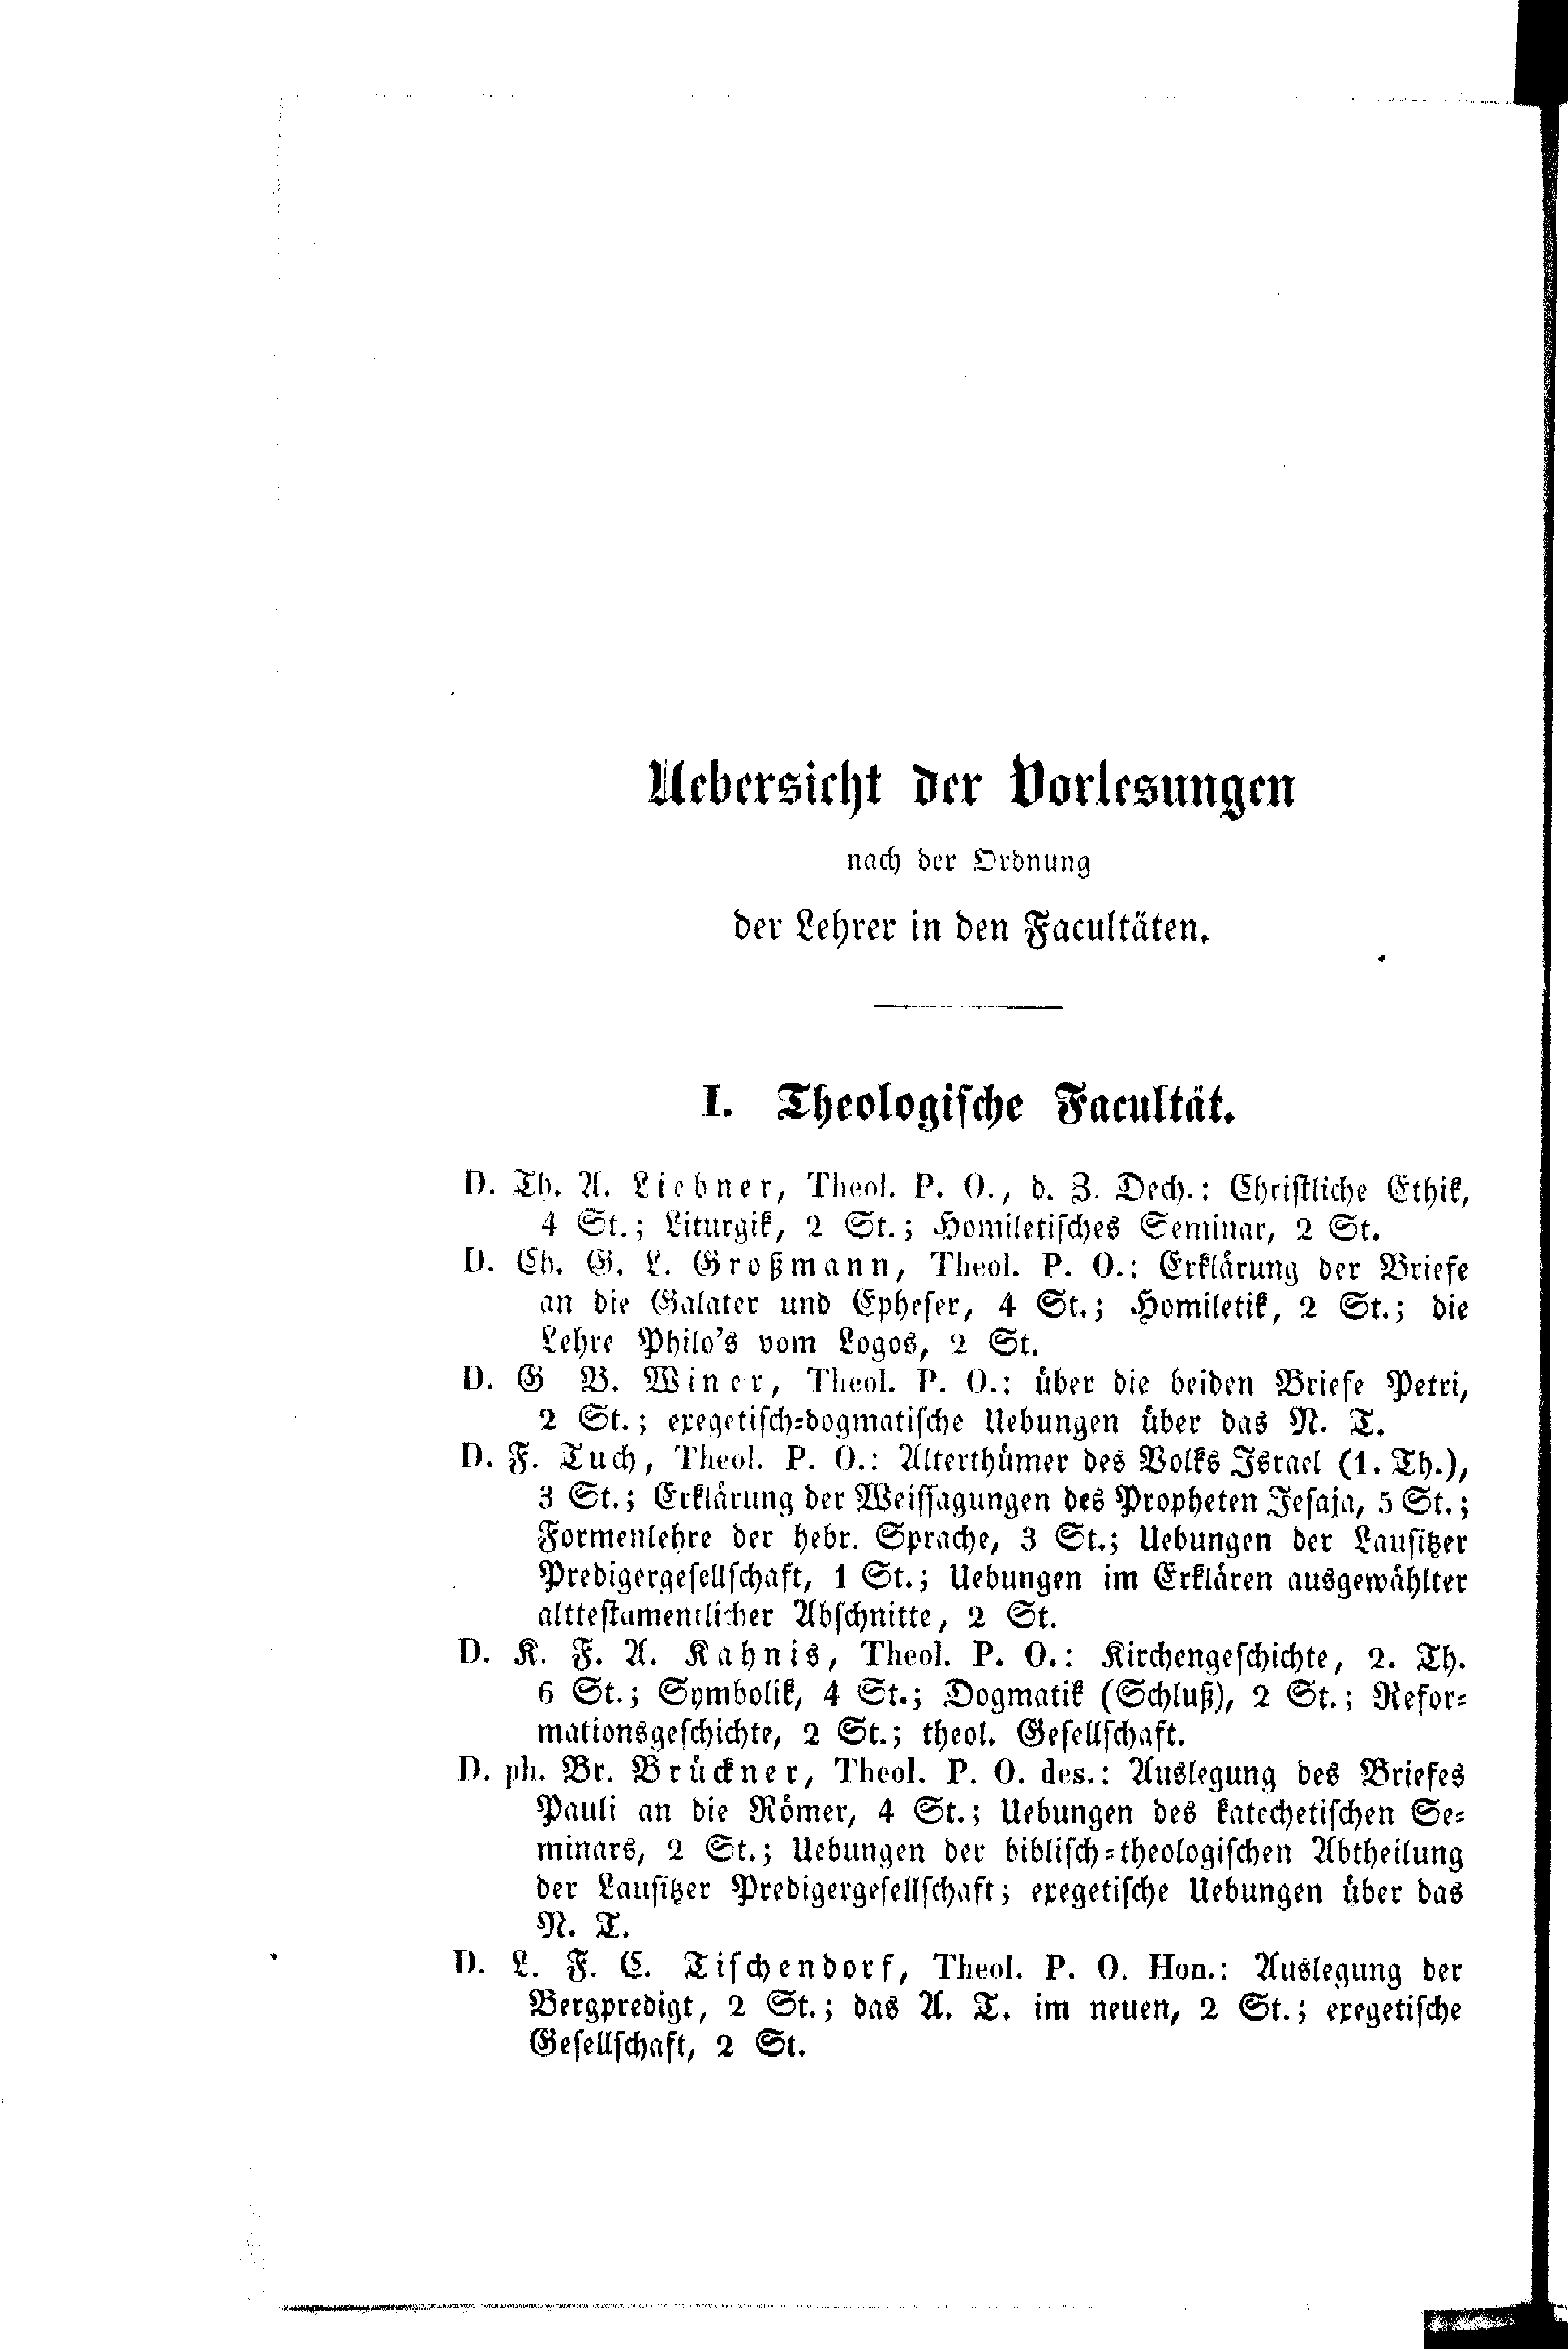 Uebersicht der Vorlesungen
nach der Ordnung
der Lehrer in den Facultäten.
I. Theologische Facultät.
D. Th. A. Liebner, Theol. P. O., d. Z. Dech.: Christliche Ethik,
4 St.; Liturgik, 2 St.; Homiletisches Seminar, 2 St.
D. Ch. G. L. Großmann, Theol. P. O.: Erklärung der Briefe
an die Galater und Epheser, 4 St.; Homiletik, 2 St.; die
Lehre Philo's vom Logos, 2 St.
D. G B. Winer, Theol. P. O.: über die beiden Briefe Petri,
2 St.; exegetisch-dogmatische Uebungen über das N. T.
D. F. Tuch, Theol. P. O.: Alterthümer des Volks Israel (1. Th.),
3 St.; Erklärung der Weissagungen des Propheten Jesaja, 5 St.;
Formenlehre der hebr. Sprache, 3 St.; Uebungen der Lausitzer
Predigergesellschaft, 1 St.; Uebungen im Erklären ausgewählter
alttestamentlicher Abschnitte, 2 St.
D. K. F. A. Kahnis, Theol. P. O.: Kirchengeschichte, 2. Th.
6 St.; Symbolik, 4 St.; Dogmatik (Schluß), 2 St.; Refor-
mationsgeschichte, 2 St.; theol. Gesellschaft.
D. ph. Br. Brückner, Theol. P. O. des.: Auslegung des Briefes
Pauli an die Römer, 4 St.; Uebungen des katechetischen Se-
minars, 2 St.; Uebungen der biblisch-theologischen Abtheilung
der Lausitzer Predigergesellschaft; exegetische Uebungen über das
N. T.
D. L. F. C. Tischendorf, Theol. P. O. Hon.: Auslegung der
Bergpredigt, 2 St.; das A. T. im neuen, 2 St.; exegetische
Gesellschaft, 2 St.